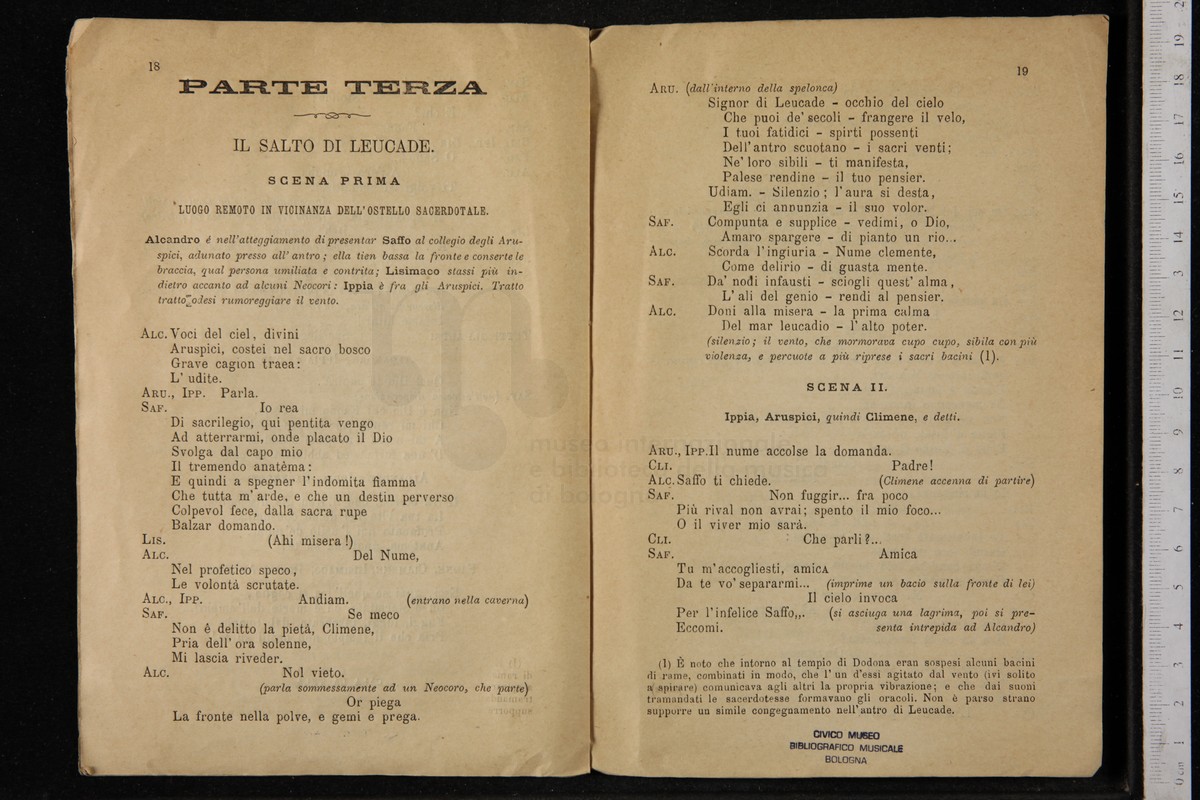 18
PARTE TERZA
IL SALTO DI LEUCADE.
SCENA PRIMA
LUOGO REMOTO IN VICINANZA DELL'OSTELLO SACERDOTALE.
Alcandro è nell'atteggiamento di presentar Saffo al collegio degli Aru-
spici, adunato presso all'antro; ella tien bassa la fronte e conserte le
braccia, qual persona umiliata e contrita; Lisimaco stassi più in-
dietro accanto ad alcuni Neocori: Ippia è fra gli Aruspici. Tratto
tratto odesi rumoreggiare il vento.
ALC. Voci del ciel, divini
Aruspici, costei nel sacro bosco
Grave cagion traea:
L' udite.
ARU., IPP. Parla.
SAF. Io rea
Di sacrilegio, qui pentita vengo
Ad atterrarmi, onde placato il Dio
Svolga dal capo mio
Il tremendo anatêma:
E quindi a spegner l'indomita fiamma
Che tutta m'arde, e che un destin perverso
Colpevol fece, dalla sacra rupe
Balzar domando.
LIS. (Ahi misera!)
ALC. Del Nume,
Nel profetico speco,
Le volontà scrutate.
ALC., IPP. Andiam. (entrano nella caverna)
SAF. Se meco
Non è delitto la pietà, Climene,
Pria dell'ora solenne,
Mi lascia riveder.
ALC. Nol vieto.
(parla sommessamente ad un Neocoro, che parte)
Or piega
La fronte nella polve, e gemi e prega.
19
ARU. (dall'interno della spelonca)
Signor di Leucade - occhio del cielo
Che puoi de' secoli - frangere il velo,
I tuoi fatidici - spirti possenti
Dell'antro scuotano - i sacri venti;
Ne' loro sibili - ti manifesta,
Palese rendine - il tuo pensier.
Udiam. - Silenzio; l'aura si desta,
Egli ci annunzia - il suo volor.
SAF. Compunta e supplice - vedimi, o Dio,
Amaro spargere - di pianto un rio...
ALC. Scorda l'ingiuria - Nume clemente,
Come delirio - di guasta mente.
SAF. Da' nodi infausti - sciogli quest' alma,
L' ali del genio - rendi al pensier.
ALC. Doni alla misera - la prima calma
Del mar leucadio - l' alto poter.
(silenzio; il vento, che mormorava cupo cupo, sibila con più
violenza, e percuote a più riprese i sacri bacini (1).
SCENA II.
Ippia, Aruspici, quindi Climene, e detti.
ARU., IPP. Il nume accolse la domanda.
CLI. Padre!
ALC. Saffo ti chiede. (Climene accenna di partire)
SAF. Non fuggir... fra poco
Più rival non avrai; spento il mio foco...
O il viver mio sarà.
CLI. Che parli?...
SAF. Amica
Tu m'accogliesti, amica
Da te vo' separarmi... (imprime un bacio sulla fronte di lei)
Il cielo invoca
Per l'infelice Saffo,,. (si asciuga una lagrima, poi si pre-
Eccomi. senta intrepida ad Alcandro)
(1) È noto che intorno al tempio di Dodona eran sospesi alcuni bacini
di rame, combinati in modo, che l' un d'essi agitato dal vento (ivi solito
a spirare) comunicava agli altri la propria vibrazione; e che dai suoni
tramandati le sacerdotesse formavano gli oracoli. Non è parso strano
supporre un simile congegnamento nell'antro di Leucade.
CIVICO MUSEO
BIBLIOGRAFICO MUSICALE
BOLOGNA
museo internazionale
e biblioteca della musica
di bologna